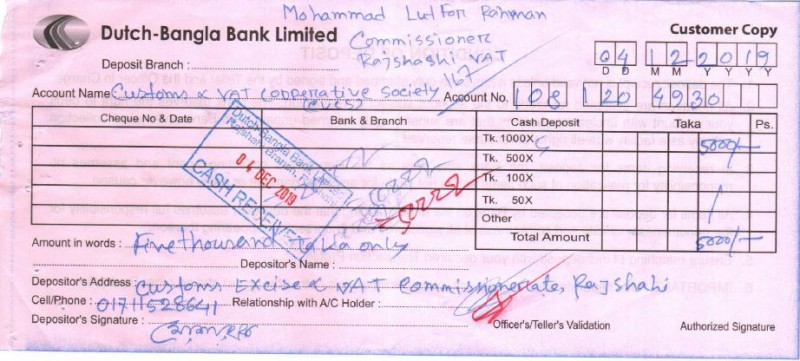 Mohammad Lutfor Rohman
Dutch-Bangla Bank Limited
Commissioner
Customer Copy
Rajshashi VAT
04 12 2019
D D M M Y Y Y Y
Deposit Branch :
167
Account Name Customs & VAT Cooperative Society
Account No. 108 120 4930
(CVCS)
Cheque No & Date Bank & Branch Cash Deposit Taka Ps.
Dutch-Bangla Bank Limited
Rajshahi Branch, Rajshahi
04 DEC 2019
CASH RECEIVED
Tk. 1000X 5 5000/-
Tk. 500X
Tk. 100X
Tk. 50X
Other
Total Amount 5000/-
Amount in words : Five thousand taka only
Depositor's Name :
Depositor's Address : Customs Excise & VAT Commissionerate, Rajshahi
Cell/Phone : 01711528641 Relationship with A/C Holder :
Depositor's Signature :
Officer's/Teller's Validation Authorized Signature